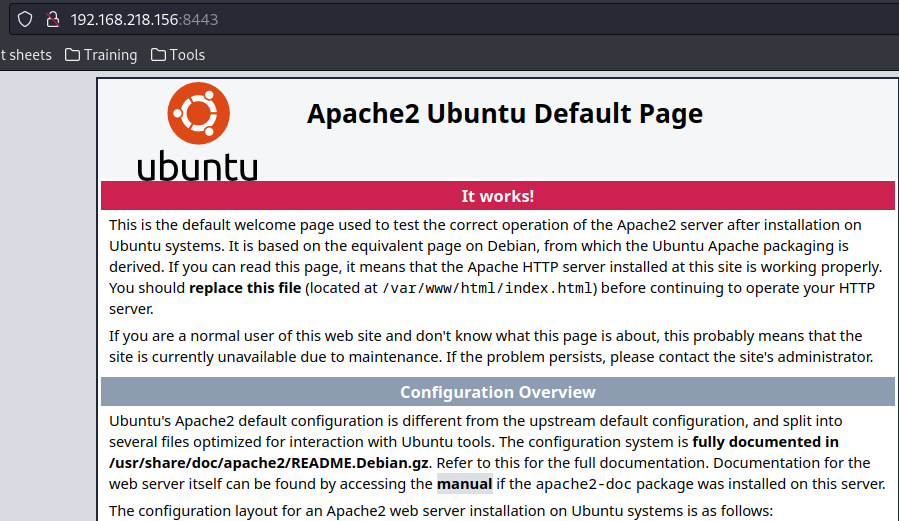 192.168.218.156:8443
t sheets Training Tools
Apache2 Ubuntu Default Page
ubuntu
It works!
This is the default welcome page used to test the correct operation of the Apache2 server after installation on
Ubuntu systems. It is based on the equivalent page on Debian, from which the Ubuntu Apache packaging is
derived. If you can read this page, it means that the Apache HTTP server installed at this site is working properly.
You should replace this file (located at /var/www/html/index.html) before continuing to operate your HTTP
server.
If you are a normal user of this web site and don't know what this page is about, this probably means that the
site is currently unavailable due to maintenance. If the problem persists, please contact the site's administrator.
Configuration Overview
Ubuntu's Apache2 default configuration is different from the upstream default configuration, and split into
several files optimized for interaction with Ubuntu tools. The configuration system is fully documented in
/usr/share/doc/apache2/README.Debian.gz. Refer to this for the full documentation. Documentation for the
web server itself can be found by accessing the manual if the apache2-doc package was installed on this server.
The configuration layout for an Apache2 web server installation on Ubuntu systems is as follows: